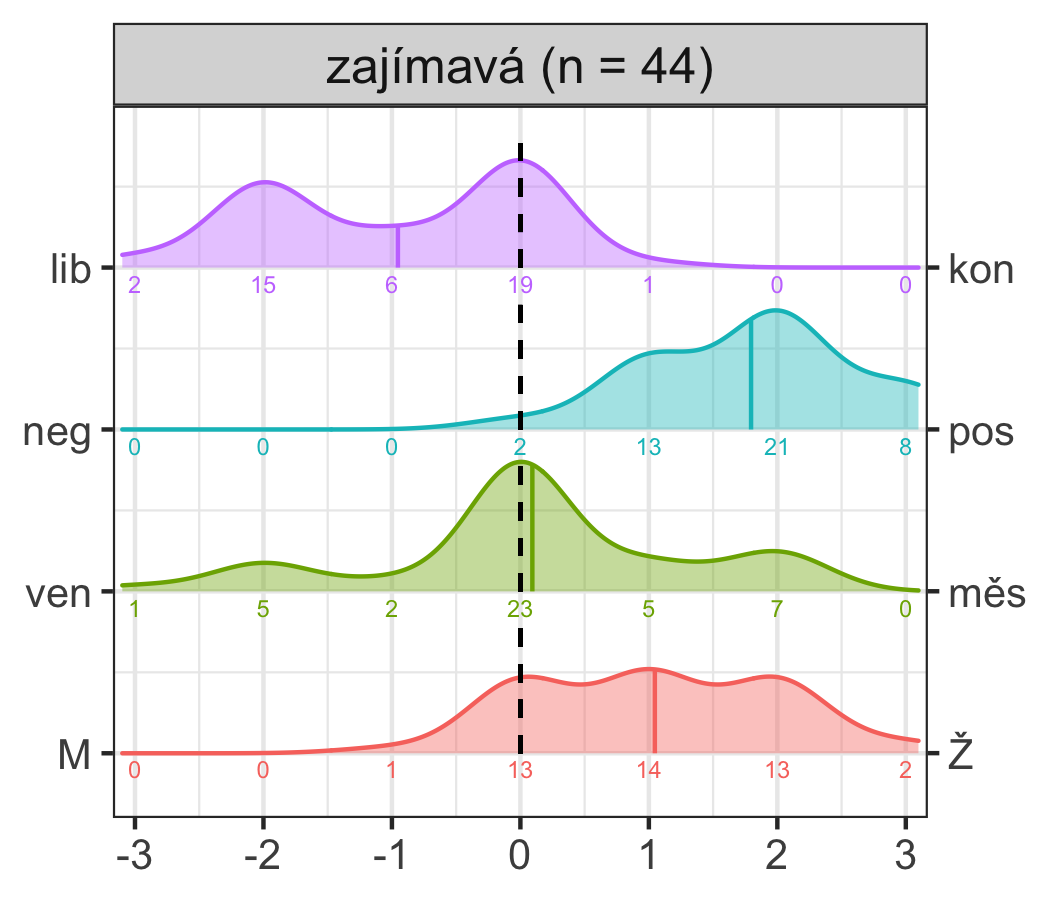 zajímavá (n = 44)
lib kon
2 15 6 19 1 0 0
neg pos
0 0 0 2 13 21 8
ven měs
1 5 2 23 5 7 0
M Ž
0 0 1 13 14 13 2
-3 -2 -1 0 1 2 3